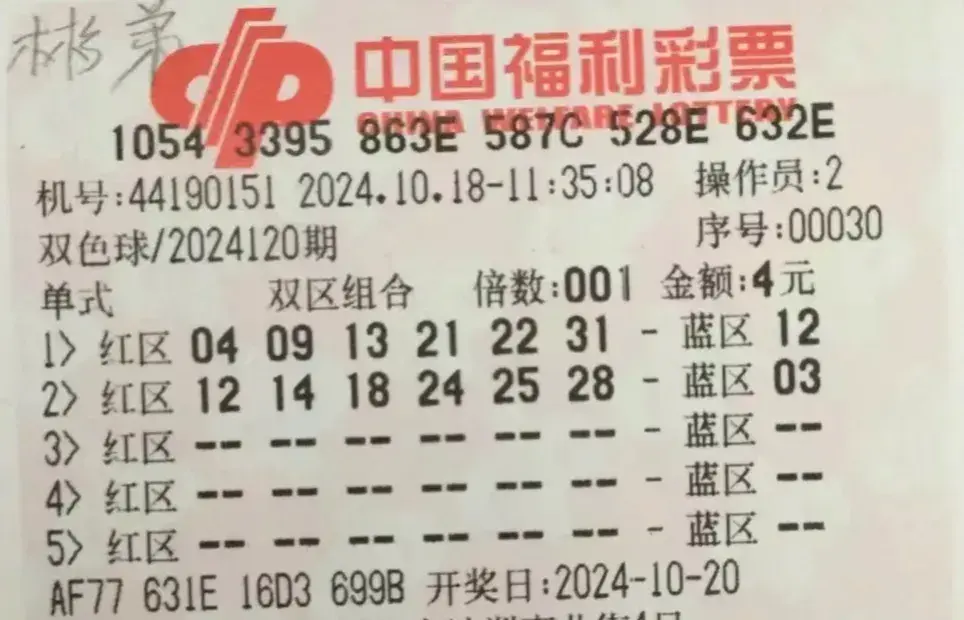 彬弟
中国福利彩票
CHINA WELFARE LOTTERY
1054 3395 863E 587C 528E 632E
机号:44190151 2024.10.18-11:35:08 操作员:2
双色球/2024120期 序号:00030
单式 双区组合 倍数:001 金额:4元
1> 红区 04 09 13 21 22 31 - 蓝区 12
2> 红区 12 14 18 24 25 28 - 蓝区 03
3> 红区 -- -- -- -- -- -- - 蓝区 --
4> 红区 -- -- -- -- -- -- - 蓝区 --
5> 红区 -- -- -- -- -- -- - 蓝区 --
AF77 631E 16D3 699B 开奖日:2024-10-20